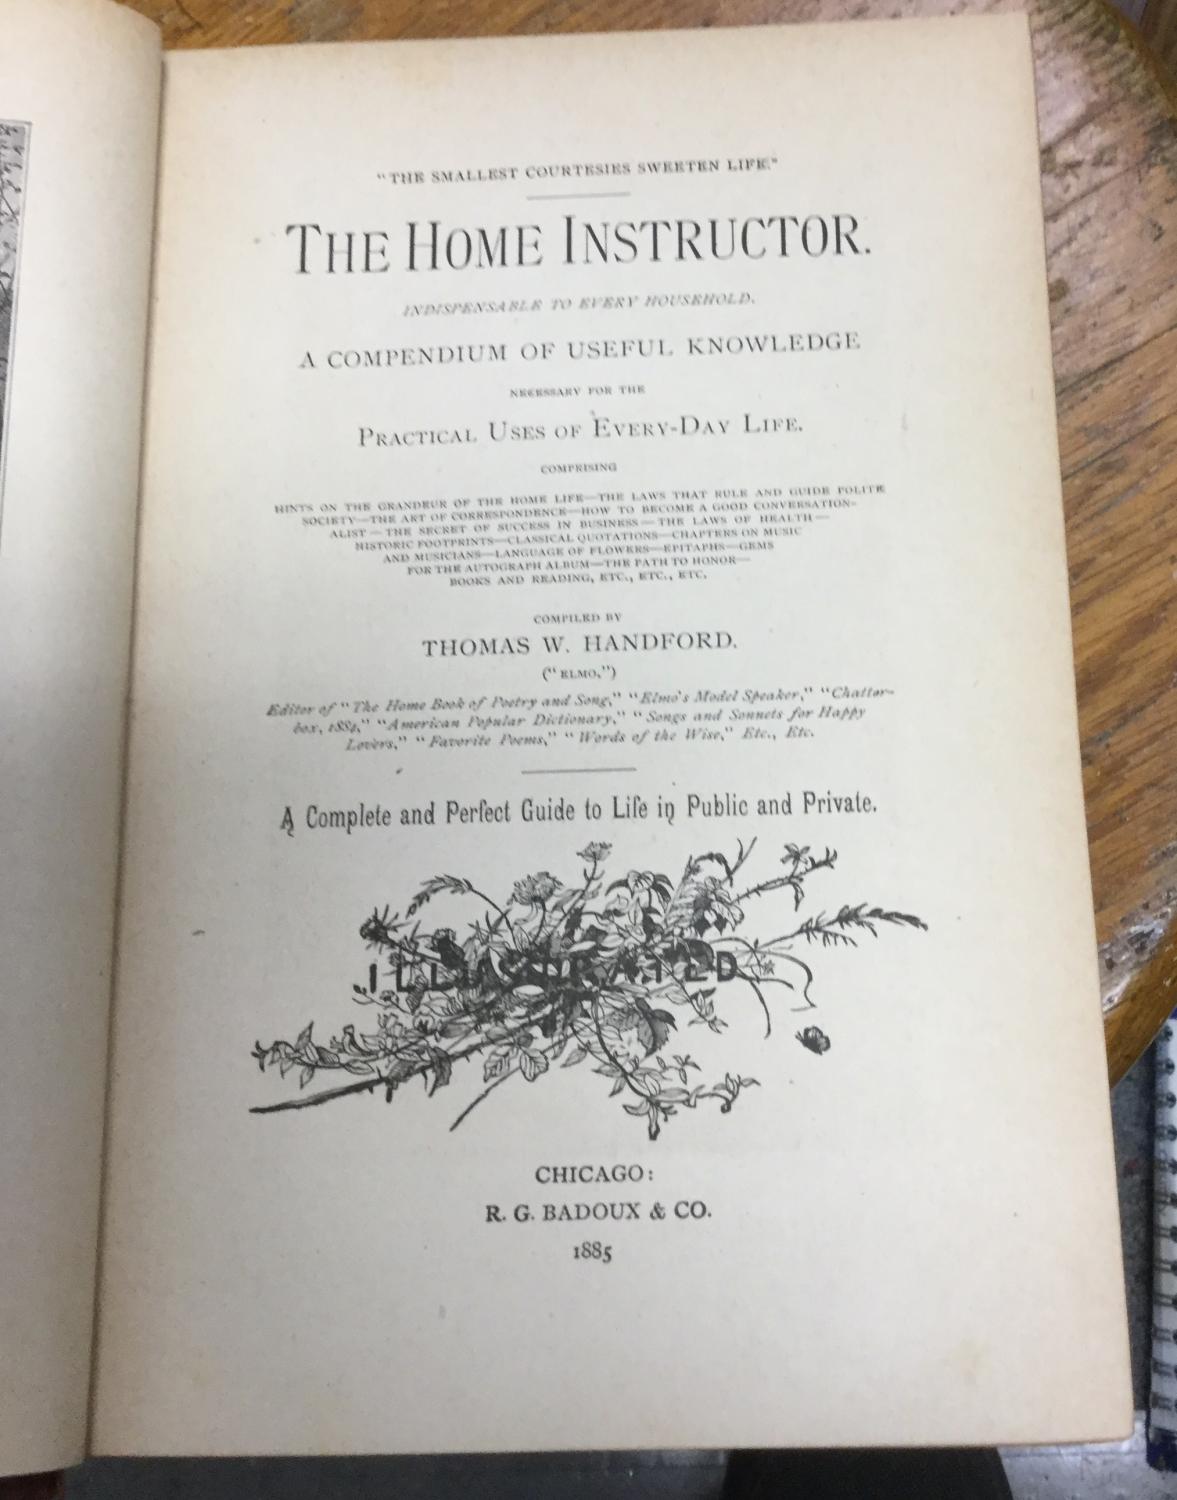 "THE SMALLEST COURTESIES SWEETEN LIFE."
THE HOME INSTRUCTOR.
INDISPENSABLE TO EVERY HOUSEHOLD.
A COMPENDIUM OF USEFUL KNOWLEDGE
NECESSARY FOR THE
PRACTICAL USES OF EVERY-DAY LIFE.
COMPRISING
HINTS ON THE GRANDEUR OF THE HOME LIFE—THE LAWS THAT RULE AND GUIDE POLITE
SOCIETY—THE ART OF CORRESPONDENCE—HOW TO BECOME A GOOD CONVERSATION-
ALIST—THE SECRET OF SUCCESS IN BUSINESS—THE LAWS OF HEALTH—
HISTORIC FOOTPRINTS—CLASSICAL QUOTATIONS—CHAPTERS ON MUSIC
AND MUSICIANS—LANGUAGE OF FLOWERS—EPITAPHS—GEMS
FOR THE AUTOGRAPH ALBUM—THE PATH TO HONOR—
BOOKS AND READING, ETC., ETC., ETC.
COMPILED BY
THOMAS W. HANDFORD.
("ELMO,")
Editor of "The Home Book of Poetry and Song," "Elmo's Model Speaker," "Chatter-
box, 1884," "American Popular Dictionary," "Songs and Sonnets for Happy
Lovers," "Favorite Poems," "Words of the Wise," Etc., Etc.
A Complete and Perfect Guide to Life in Public and Private.
ILLUSTRATED.
CHICAGO:
R. G. BADOUX & CO.
1885